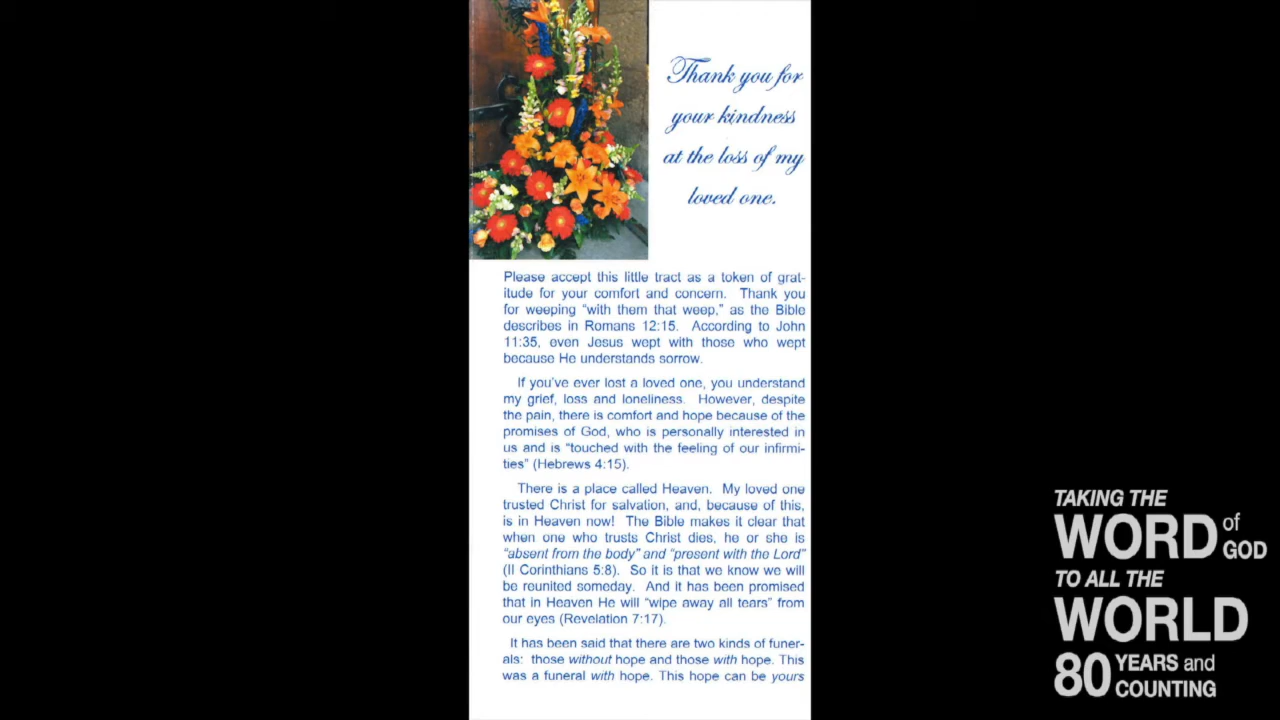 Thank you for
your kindness
at the loss of my
loved one.
Please accept this little tract as a token of grat-
itude for your comfort and concern. Thank you
for weeping “with them that weep,” as the Bible
describes in Romans 12:15. According to John
11:35, even Jesus wept with those who wept
because He understands sorrow.
If you’ve ever lost a loved one, you understand
my grief, loss and loneliness. However, despite
the pain, there is comfort and hope because of the
promises of God, who is personally interested in
us and is “touched with the feeling of our infirmi-
ties” (Hebrews 4:15).
There is a place called Heaven. My loved one
trusted Christ for salvation, and, because of this,
is in Heaven now! The Bible makes it clear that
when one who trusts Christ dies, he or she is
“absent from the body” and “present with the Lord”
(II Corinthians 5:8). So it is that we know we will
be reunited someday. And it has been promised
that in Heaven He will “wipe away all tears” from
our eyes (Revelation 7:17).
It has been said that there are two kinds of funer-
als: those without hope and those with hope. This
was a funeral with hope. This hope can be yours
TAKING THE
WORD of GOD
TO ALL THE
WORLD
80 YEARS and
COUNTING